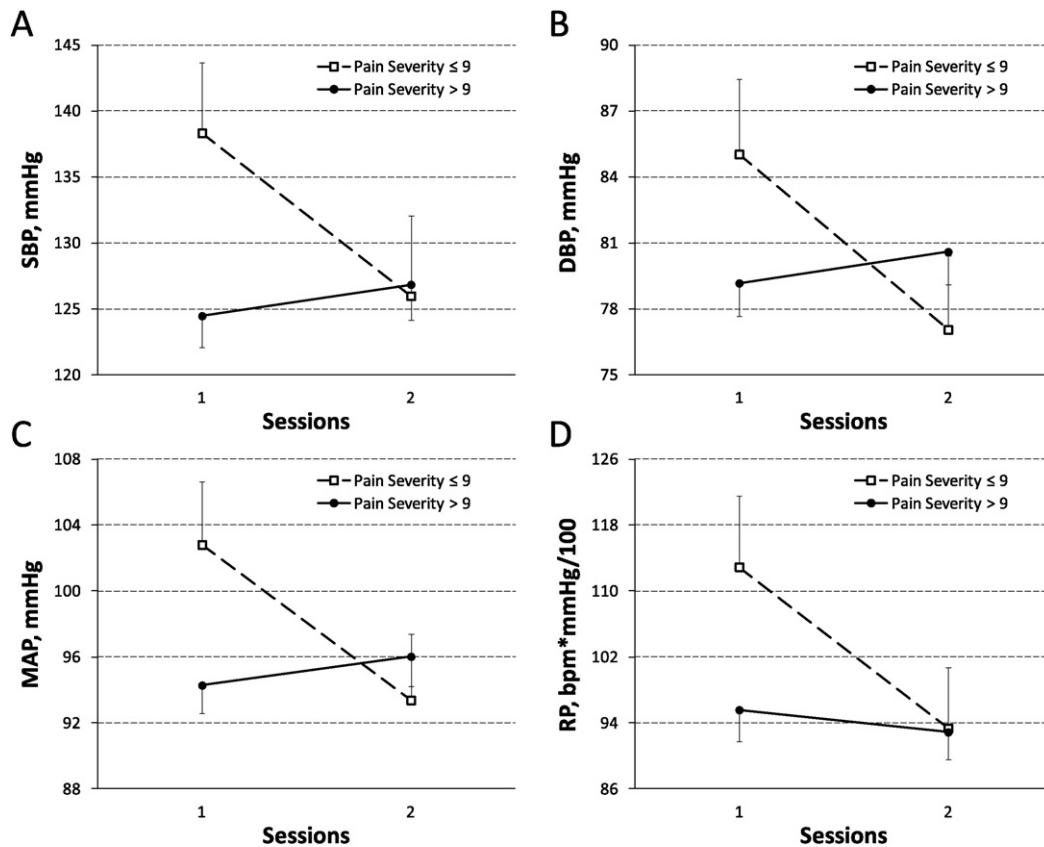 A
SBP, mmHg
145
140
135
130
125
120
Pain Severity ≤ 9
Pain Severity > 9
1
2
Sessions
B
DBP, mmHg
90
87
84
81
78
75
Pain Severity ≤ 9
Pain Severity > 9
1
2
Sessions
C
MAP, mmHg
108
104
100
96
92
88
Pain Severity ≤ 9
Pain Severity > 9
1
2
Sessions
D
RP, bpm*mmHg/100
126
118
110
102
94
86
Pain Severity ≤ 9
Pain Severity > 9
1
2
Sessions